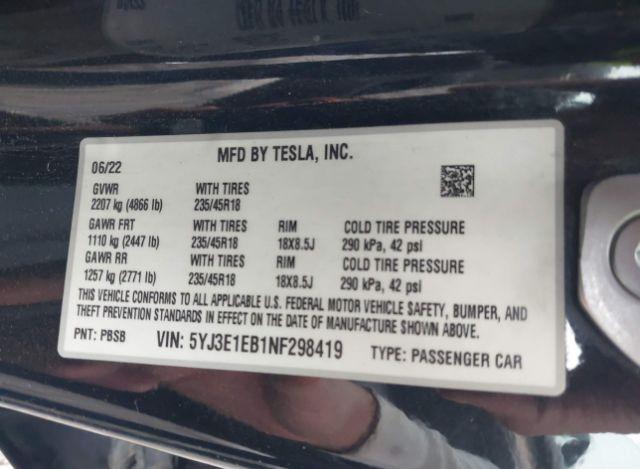 MFD BY TESLA, INC.
06/22
GVWR WITH TIRES
2207 kg (4866 lb) 235/45R18
GAWR FRT WITH TIRES RIM COLD TIRE PRESSURE
1110 kg (2447 lb) 235/45R18 18X8.5J 290 kPa, 42 psi
GAWR RR WITH TIRES RIM COLD TIRE PRESSURE
1257 kg (2771 lb) 235/45R18 18X8.5J 290 kPa, 42 psi
THIS VEHICLE CONFORMS TO ALL APPLICABLE U.S. FEDERAL MOTOR VEHICLE SAFETY, BUMPER, AND
THEFT PREVENTION STANDARDS IN EFFECT ON THE DATE OF MANUFACTURE SHOWN ABOVE.
PNT: PBSB VIN: 5YJ3E1EB1NF298419 TYPE: PASSENGER CAR